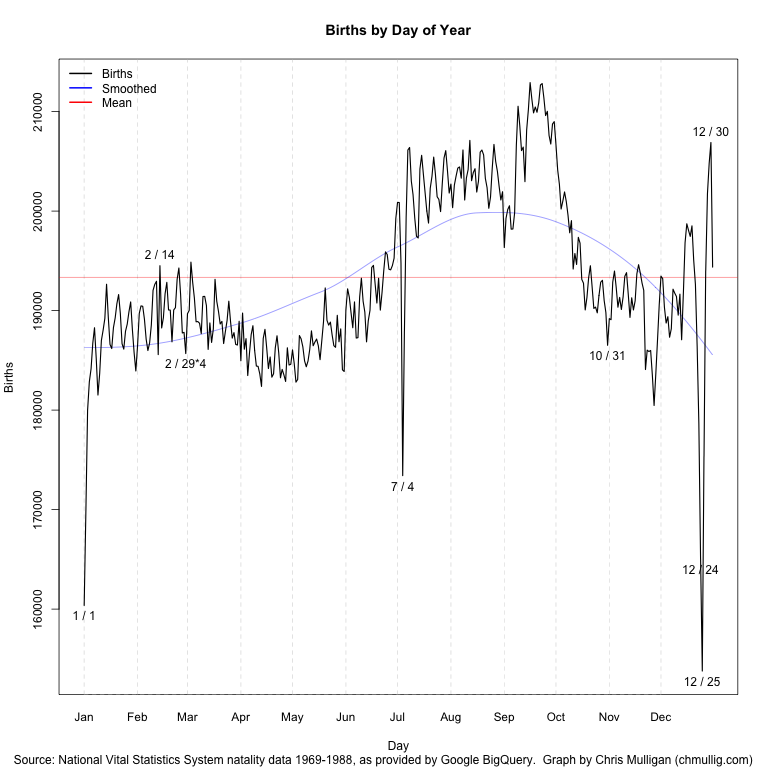 Births by Day of Year
Births
Smoothed
Mean
210000
200000
190000
180000
170000
160000
Births
12 / 30
2 / 14
2 / 29*4
10 / 31
7 / 4
12 / 24
1 / 1
12 / 25
Jan Feb Mar Apr May Jun Jul Aug Sep Oct Nov Dec
Day
Source: National Vital Statistics System natality data 1969-1988, as provided by Google BigQuery. Graph by Chris Mulligan (chmullig.com)